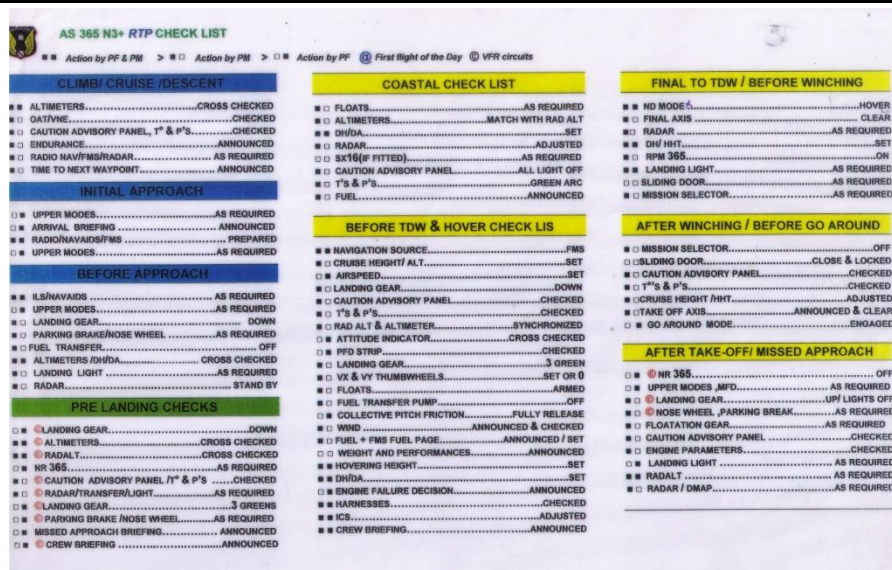 AS 365 N3+ RTP CHECK LIST
■ ■ Action by PF & PM > ■ □ Action by PM > □ ■ Action by PF @ First flight of the Day © VFR circuits
CLIMB/ CRUISE /DESCENT
■ ■ ALTIMETERS....................CROSS CHECKED
■ □ OAT/VNE....................CHECKED
■ □ CAUTION ADVISORY PANEL, T° & P'S...........CHECKED
■ □ ENDURANCE....................ANNOUNCED
■ □ RADIO NAV/FMS/RADAR....................AS REQUIRED
■ □ TIME TO NEXT WAYPOINT....................ANNOUNCED
INITIAL APPROACH
□ ■ UPPER MODES....................AS REQUIRED
□ ■ ARRIVAL BRIEFING....................ANNOUNCED
■ ■ RADIO/NAVAIDS/FMS....................PREPARED
□ ■ UPPER MODES....................AS REQUIRED
BEFORE APPROACH
■ ■ ILS/NAVAIDS....................AS REQUIRED
□ ■ UPPER MODES....................AS REQUIRED
■ □ LANDING GEAR....................DOWN
■ □ PARKING BRAKE/NOSE WHEEL....................AS REQUIRED
■ □ FUEL TRANSFER....................OFF
■ ■ ALTIMETERS /DH/DA....................CROSS CHECKED
■ □ LANDING LIGHT....................AS REQUIRED
■ □ RADAR....................STAND BY
PRE LANDING CHECKS
□ ■ ©LANDING GEAR....................DOWN
■ ■ © ALTIMETERS....................CROSS CHECKED
■ ■ © RADALT....................CROSS CHECKED
■ □ NR 365....................AS REQUIRED
■ □ © CAUTION ADVISORY PANEL /T° & P'S ......CHECKED
■ □ © RADAR/TRANSFER/LIGHT....................AS REQUIRED
□ ■ ©LANDING GEAR....................3 GREENS
■ □ © PARKING BRAKE /NOSE WHEEL....................AS REQUIRED
□ ■ MISSED APPROACH BRIEFING....................ANNOUNCED
□ ■ © CREW BRIEFING....................ANNOUNCED
COASTAL CHECK LIST
■ □ FLOATS....................AS REQUIRED
■ □ ALTIMETERS....................MATCH WITH RAD ALT
■ ■ DH/DA....................SET
■ □ RADAR....................ADJUSTED
□ □ SX16(IF FITTED)....................AS REQUIRED
■ □ CAUTION ADVISORY PANEL....................ALL LIGHT OFF
■ □ T'S & P'S....................GREEN ARC
■ □ FUEL....................ANNOUNCED
BEFORE TDW & HOVER CHECK LIS
■ ■ NAVIGATION SOURCE....................FMS
■ □ CRUISE HEIGHT/ ALT....................SET
□ ■ AIRSPEED....................SET
■ □ LANDING GEAR....................DOWN
■ □ CAUTION ADVISORY PANEL....................CHECKED
■ □ T'S & P'S....................CHECKED
■ □ RAD ALT & ALTIMETER....................SYNCHRONIZED
□ ■ ATTITUDE INDICATOR....................CROSS CHECKED
■ □ PFD STRIP....................CHECKED
■ □ LANDING GEAR....................3 GREEN
■ □ VX & VY THUMBWHEELS....................SET OR 0
■ □ FLOATS....................ARMED
■ □ FUEL TRANSFER PUMP....................OFF
□ ■ COLLECTIVE PITCH FRICTION....................FULLY RELEASE
■ □ WIND....................ANNOUNCED & CHECKED
■ □ FUEL + FMS FUEL PAGE....................ANNOUNCED / SET
□ □ WEIGHT AND PERFORMANCES....................ANNOUNCED
■ ■ HOVERING HEIGHT....................SET
■ ■ DH/DA....................SET
□ ■ ENGINE FAILURE DECISION....................ANNOUNCED
■ ■ HARNESSES....................CHECKED
■ ■ ICS....................ADJUSTED
■ ■ CREW BRIEFING....................ANNOUNCED
FINAL TO TDW / BEFORE WINCHING
■ ■ ND MODE....................HOVER
■ □ FINAL AXIS....................CLEAR
■ □ RADAR....................AS REQUIRED
■ ■ DH/ HHT....................SET
■ □ RPM 365....................ON
■ ■ LANDING LIGHT....................AS REQUIRED
□ □ SLIDING DOOR....................AS REQUIRED
■ □ MISSION SELECTOR....................AS REQUIRED
AFTER WINCHING / BEFORE GO AROUND
■ □ MISSION SELECTOR....................OFF
□ □ SLIDING DOOR....................CLOSE & LOCKED
■ □ CAUTION ADVISORY PANEL....................CHECKED
■ □ T°'S & P'S....................CHECKED
■ □ CRUISE HEIGHT /HHT....................ADJUSTED
■ □ TAKE OFF AXIS....................ANNOUNCED & CLEAR
□ ■ GO AROUND MODE....................ENGAGED
AFTER TAKE-OFF/ MISSED APPROACH
□ ■ © NR 365....................OFF
□ ■ UPPER MODES ,MFD....................AS REQUIRED
■ □ © LANDING GEAR....................UP/ LIGHTS OFF
■ □ © NOSE WHEEL ,PARKING BREAK....................AS REQUIRED
■ □ FLOATATION GEAR....................AS REQUIRED
■ □ CAUTION ADVISORY PANEL....................CHECKED
■ □ ENGINE PARAMETERS....................CHECKED
□ ■ LANDING LIGHT....................AS REQUIRED
■ ■ RADALT....................AS REQUIRED
■ □ RADAR / DMAP....................AS REQUIRED